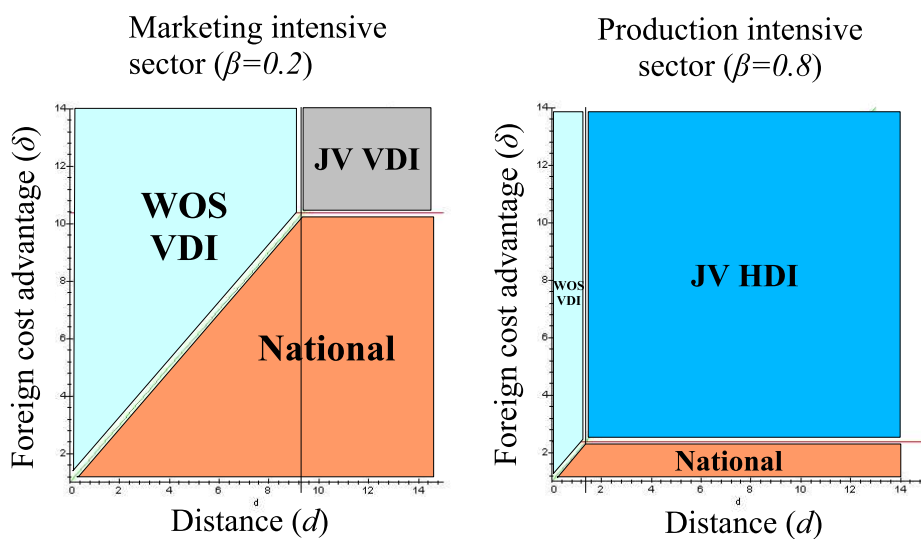 Marketing intensive
sector (β=0.2)
Foreign cost advantage (δ)
14
12
10
8
6
4
2
WOS
VDI
JV VDI
National
0
2
4
6
8
10
12
14
d
Distance (d)
Production intensive
sector (β=0.8)
Foreign cost advantage (δ)
14
12
10
8
6
4
2
WOS
VDI
JV HDI
National
0
2
4
6
8
10
12
14
d
Distance (d)